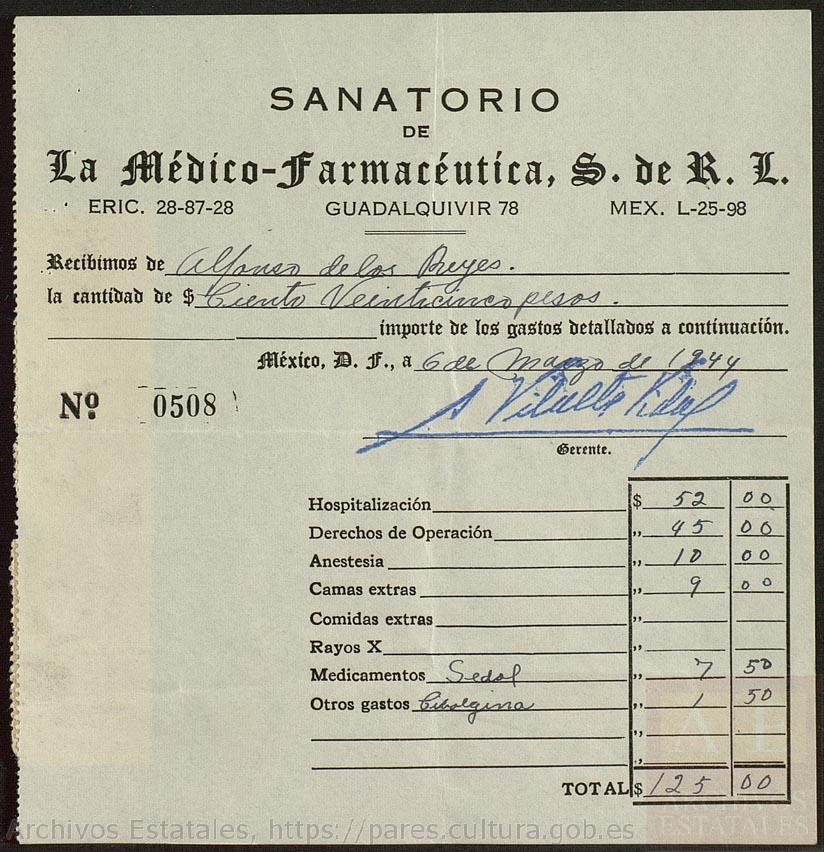 SANATORIO
DE
La Médico-Farmacéutica, S. de R. L.
ERIC. 28-87-28 GUADALQUIVIR 78 MEX. L-25-98
Recibimos de Alfonso de los Reyes.
la cantidad de $ Ciento Veinticinco pesos.
importe de los gastos detallados a continuación.
México, D. F., a 6 de Marzo de 1944
Nº 0508
Gerente.
Hospitalización $ 52 00
Derechos de Operación ,, 45 00
Anestesia ,, 10 00
Camas extras ,, 9 00
Comidas extras ,,
Rayos X ,,
Medicamentos Sedol ,, 7 50
Otros gastos Cibalgina ,, 1 50
,,
,,
TOTAL $ 125 00
A E
ARCHIVOS
ESTATALES
Archivos Estatales, https://pares.cultura.gob.es